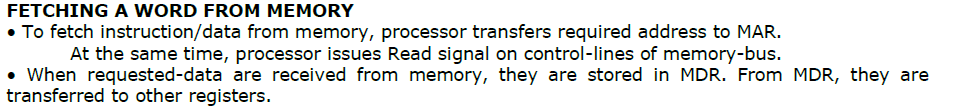 FETCHING A WORD FROM MEMORY
• To fetch instruction/data from memory, processor transfers required address to MAR.
At the same time, processor issues Read signal on control-lines of memory-bus.
• When requested-data are received from memory, they are stored in MDR. From MDR, they are
transferred to other registers.